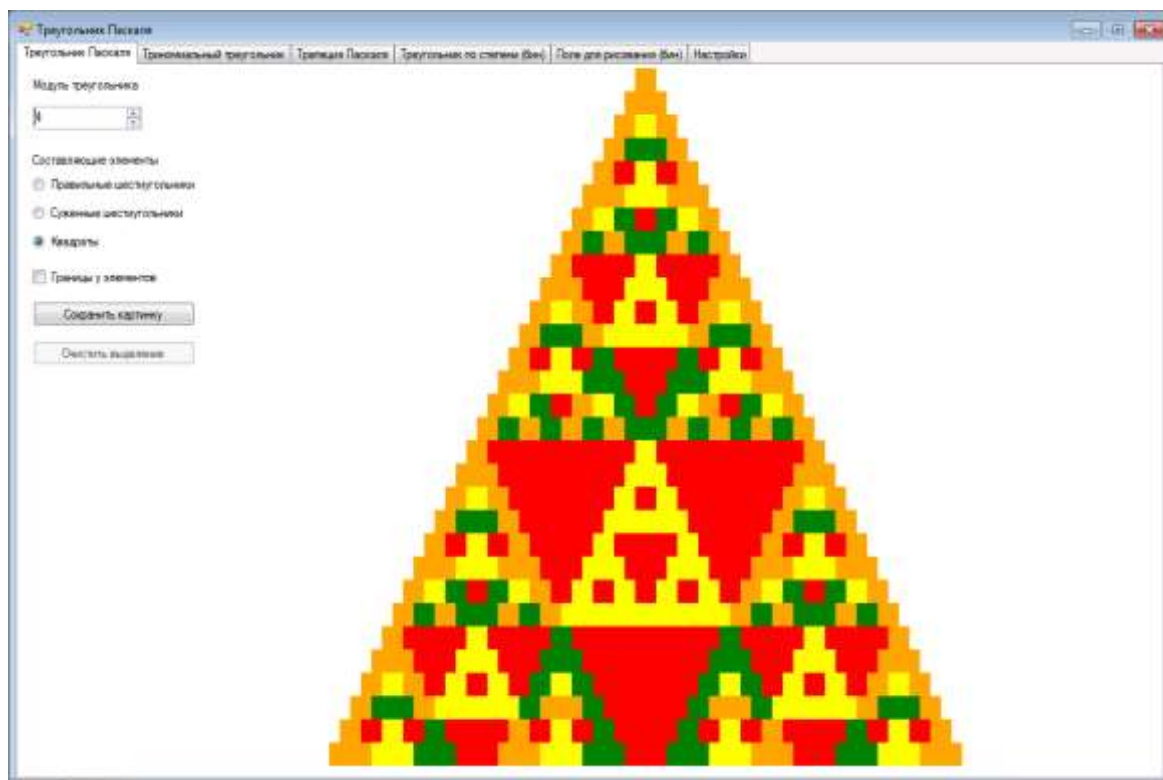 Треугольник Паскаля
Треугольник Паскаля Триномиальный треугольник Трапеция Паскаля Треугольник по степени (бин) Поле для рисования (бин) Настройки
Модуль треугольника
4
Составляющие элементы
Правильные шестиугольники
Суженные шестиугольники
Квадраты
Границы у элементов
Сохранить картинку
Очистить выделение